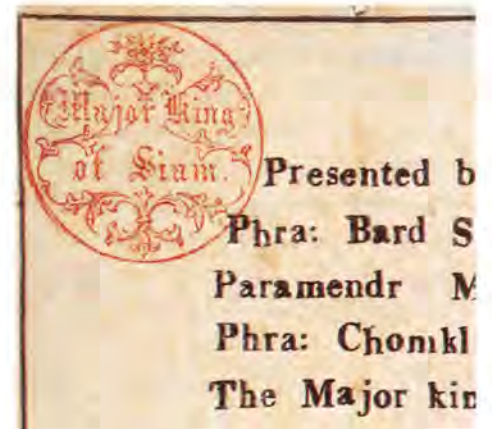 Major King
of Siam.
Presented b
Phra: Bard S
Paramendr M
Phra: Chomkl
The Major kin